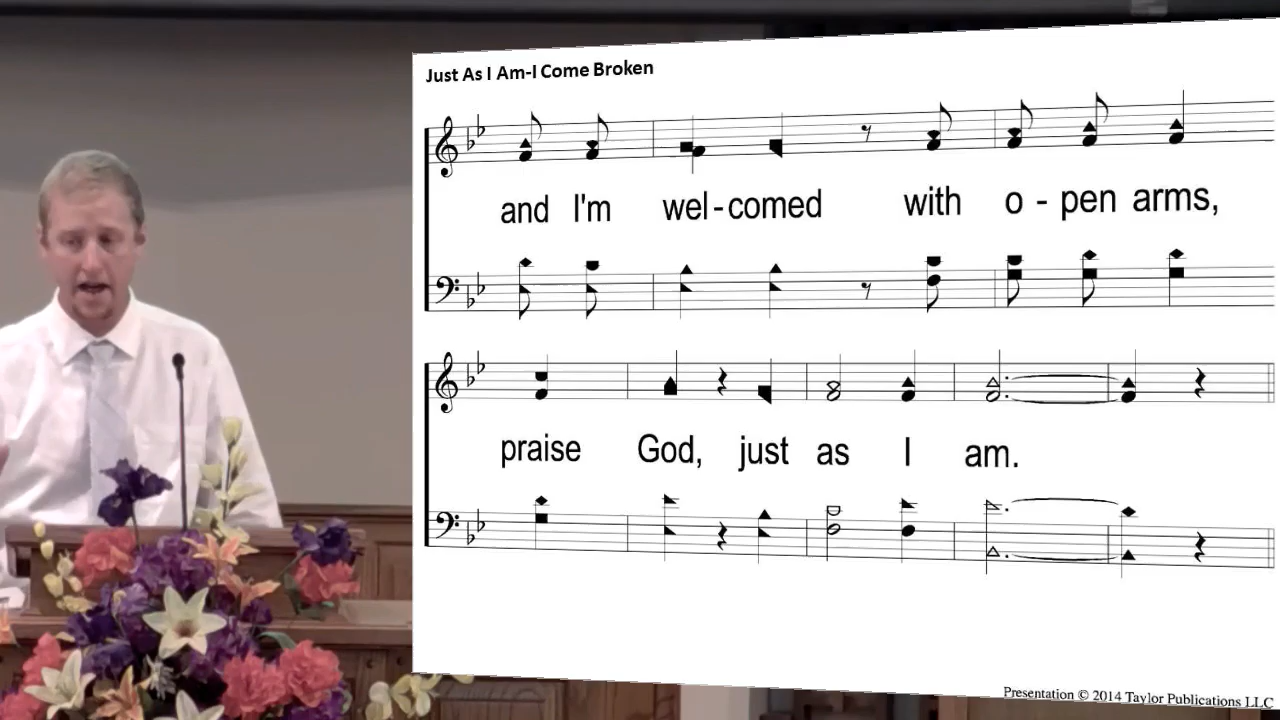 Just As I Am-I Come Broken
and I'm wel-comed with o-pen arms,
praise God, just as I am.
Presentation © 2014 Taylor Publications LLC